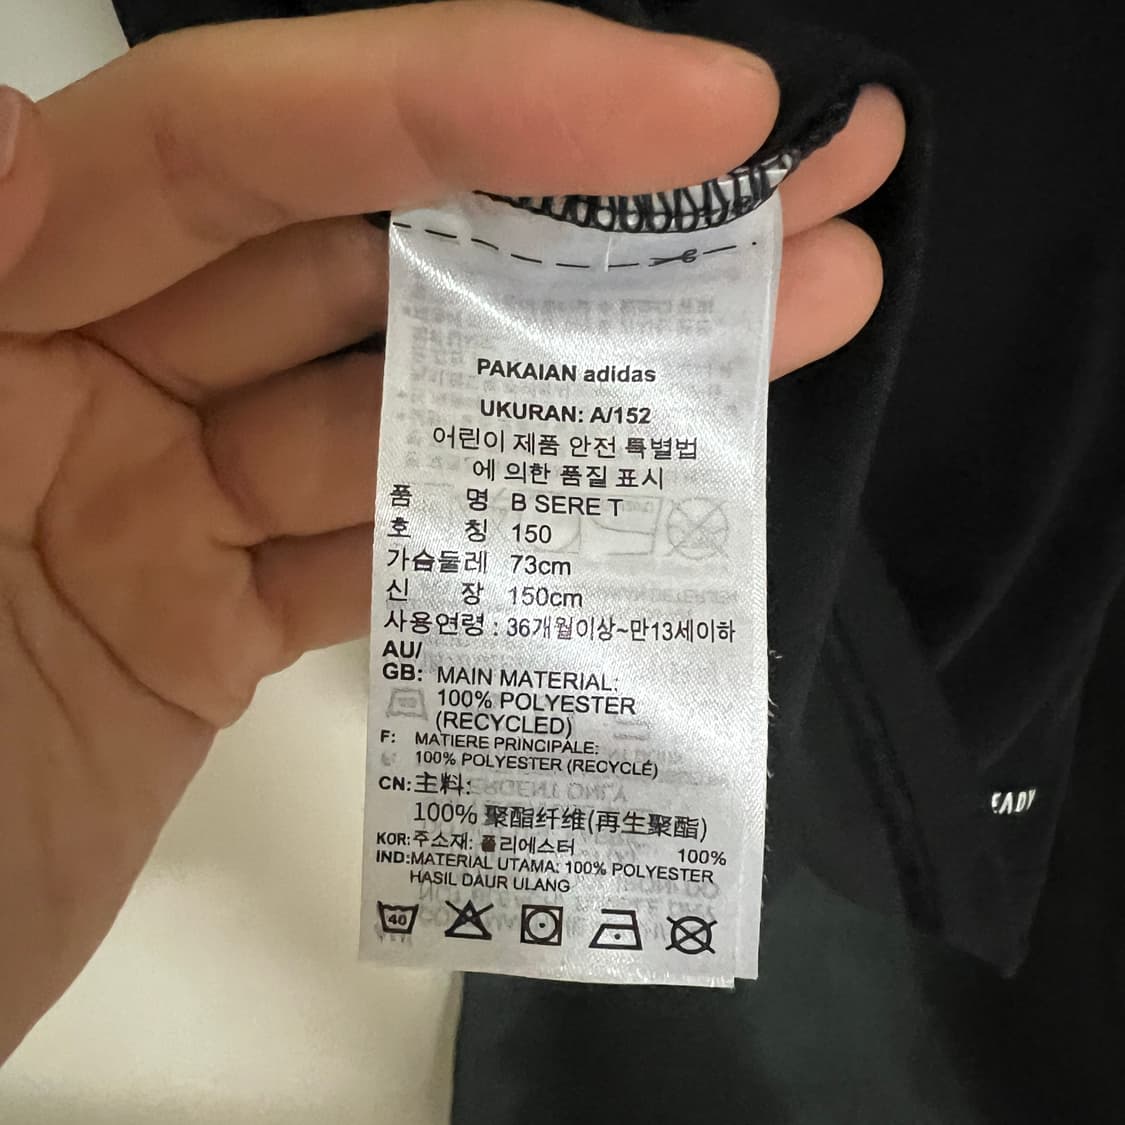 PAKAIAN adidas
UKURAN: A/152
어린이 제품 안전 특별법
에 의한 품질 표시
품 명 B SERE T
호 칭 150
가슴둘레 73cm
신 장 150cm
사용연령 : 36개월이상~만13세이하
AU/
GB: MAIN MATERIAL:
100% POLYESTER
(RECYCLED)
F: MATIERE PRINCIPALE:
100% POLYESTER (RECYCLÉ)
CN: 主料:
100% 聚酯纤维(再生聚酯)
KOR: 주소재: 폴리에스터 100%
IND: MATERIAL UTAMA: 100% POLYESTER
HASIL DAUR ULANG
40
EADY